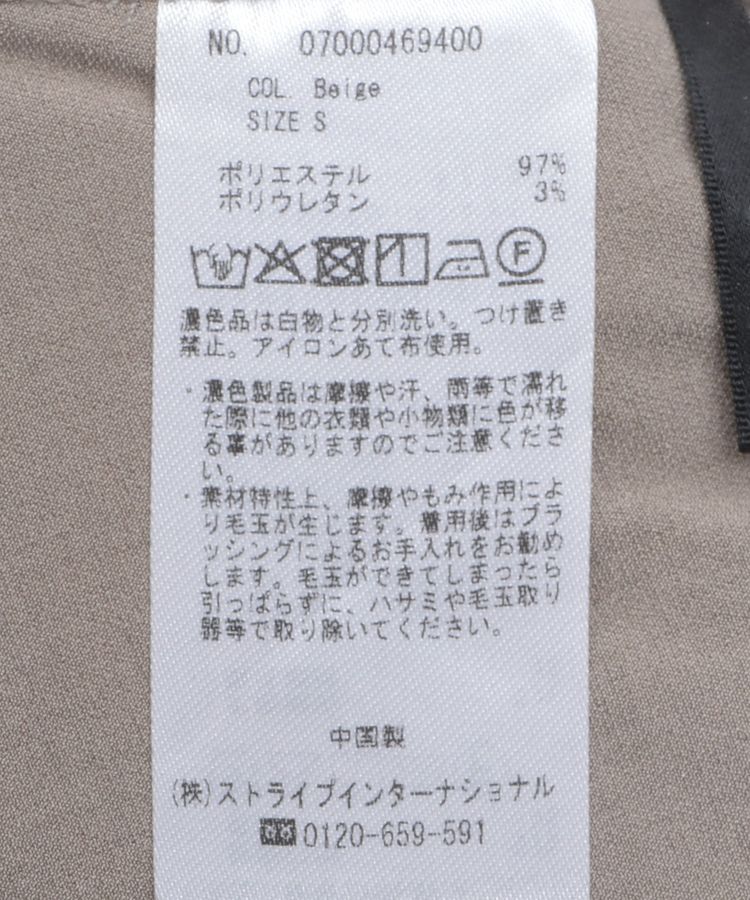 NO. 07000469400
COL. Beige
SIZE S
ポリエステル 97%
ポリウレタン 3%
F
濃色品は白物と分別洗い。つけ置き
禁止。アイロンあて布使用。
・濃色製品は摩擦や汗、雨等で濡れ
た際に他の衣類や小物類に色が移
る事がありますのでご注意くださ
い。
・素材特性上、摩擦やもみ作用によ
り毛玉が生じます。着用後はブラ
ッシングによるお手入れをお勧め
します。毛玉ができてしまったら
引っぱらずに、ハサミや毛玉取り
器等で取り除いてください。
中国製
(株)ストライプインターナショナル
0120-659-591